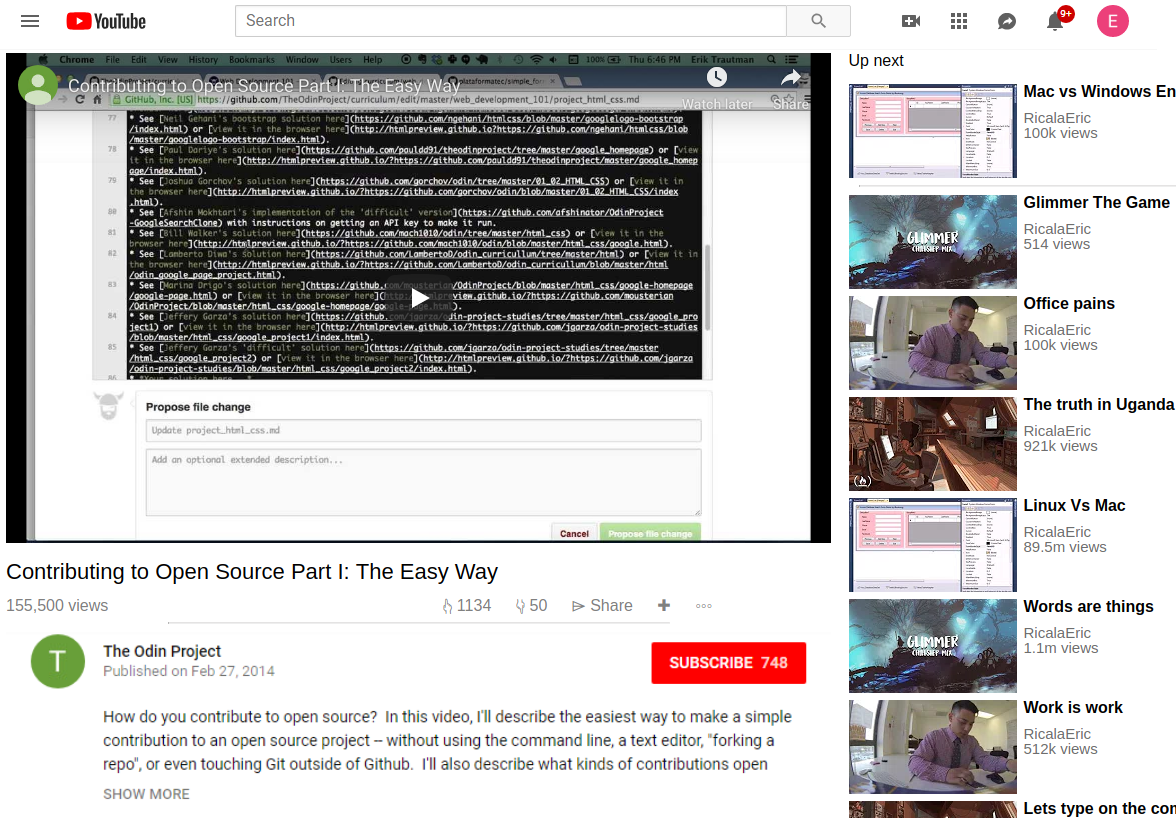 YouTube
Search
9+
E
Chrome File Edit View History Bookmarks Window Users Help 100% Thu 6:46 PM Erik Trautman
Contributing to Open Source Part I: The Easy Way
Watch later
Share
GitHub, Inc. [US] https://github.com/TheOdinProject/curriculum/edit/master/web_development_101/project_html_css.md
77 * See [Neil Gehani's bootstrap solution here](https://github.com/ngehani/htmlcss/blob/master/googlelogo-bootstrap
/index.html) or [view it in the browser here](http://htmlpreview.github.io?https://github.com/ngehani/htmlcss/blob
/master/googlelogo-bootstrap/index.html).
78 * See [Paul Dariye's solution here](https://github.com/pauldd91/theodinproject/tree/master/google_homepage) or [view
it in the browser here](http://htmlpreview.github.io/?https://github.com/pauldd91/theodinproject/blob/master/google_homep
age/index.html).
79 * See [Joshua Gorchov's solution here](https://github.com/gorchov/odin/tree/master/01_02_HTML_CSS) or [view it in
the browser here](http://htmlpreview.github.io/?https://github.com/gorchov/odin/blob/master/01_02_HTML_CSS/index
.html).
80 * See [Afshin Mokhtari's implementation of the 'difficult' version](https://github.com/afshinator/OdinProject
-GoogleSearchClone) with instructions on getting an API key to make it run.
81 * See [Bill Walker's solution here](https://github.com/mach1010/odin/tree/master/html_css) or [view it in the
browser here](http://htmlpreview.github.io/?https://github.com/mach1010/odin/blob/master/html_css/google.html).
82 * See [Lamberto Diwa's solution here](https://github.com/LambertoD/odin_curricullum/tree/master/html) or [view it in
the browser here](http://htmlpreview.github.io/?https://github.com/LambertoD/odin_curricullum/blob/master/html
/odin_google_page_project.html).
83 * See [Marina Drigo's solution here](https://github.com/mousterian/OdinProject/blob/master/html_css/google-homepage
/google-page.html) or [view it in the browser here](http://htmlpreview.github.io/?https://github.com/mousterian
/OdinProject/blob/master/html_css/google-homepage/google-page.html).
84 * See [Jeffery Garza's solution here](https://github.com/jgarza/odin-project-studies/tree/master/html_css/google_pro
ject1) or [view it in the browser here](http://htmlpreview.github.io/?https://github.com/jgarza/odin-project-studies
/blob/master/html_css/google_project1/index.html).
85 * See [Jeffery Garza's 'difficult' solution here](https://github.com/jgarza/odin-project-studies/tree/master
/html_css/google_project2) or [view it in the browser here](http://htmlpreview.github.io/?https://github.com/jgarza
/odin-project-studies/blob/master/html_css/google_project2/index.html).
86 * *Your solution here...*
Propose file change
Update project_html_css.md
Add an optional extended description...
Cancel Propose file change
Contributing to Open Source Part I: The Easy Way
155,500 views
1134 50 Share
T
The Odin Project
Published on Feb 27, 2014
SUBSCRIBE 748
How do you contribute to open source? In this video, I'll describe the easiest way to make a simple
contribution to an open source project -- without using the command line, a text editor, "forking a
repo", or even touching Git outside of Github. I'll also describe what kinds of contributions open
SHOW MORE
Up next
Mac vs Windows En
RicalaEric
100k views
GLIMMER
Glimmer The Game
RicalaEric
514 views
Office pains
RicalaEric
100k views
The truth in Uganda
RicalaEric
921k views
Linux Vs Mac
RicalaEric
89.5m views
GLIMMER
Words are things
RicalaEric
1.1m views
Work is work
RicalaEric
512k views
Lets type on the con